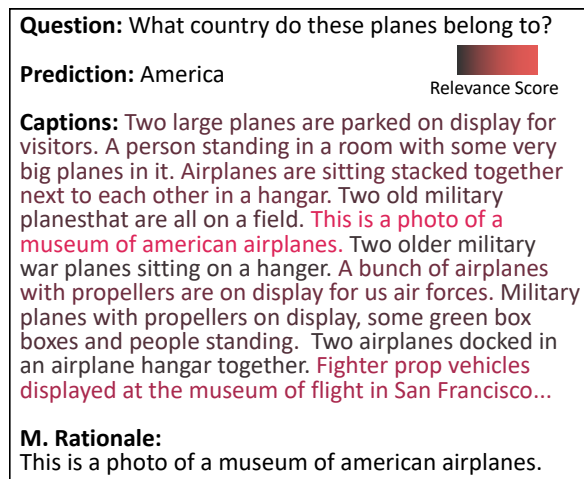 Question: What country do these planes belong to?
Prediction: America
Relevance Score
Captions: Two large planes are parked on display for
visitors. A person standing in a room with some very
big planes in it. Airplanes are sitting stacked together
next to each other in a hangar. Two old military
planesthat are all on a field. This is a photo of a
museum of american airplanes. Two older military
war planes sitting on a hanger. A bunch of airplanes
with propellers are on display for us air forces. Military
planes with propellers on display, some green box
boxes and people standing.  Two airplanes docked in
an airplane hangar together. Fighter prop vehicles
displayed at the museum of flight in San Francisco...
M. Rationale:
This is a photo of a museum of american airplanes.